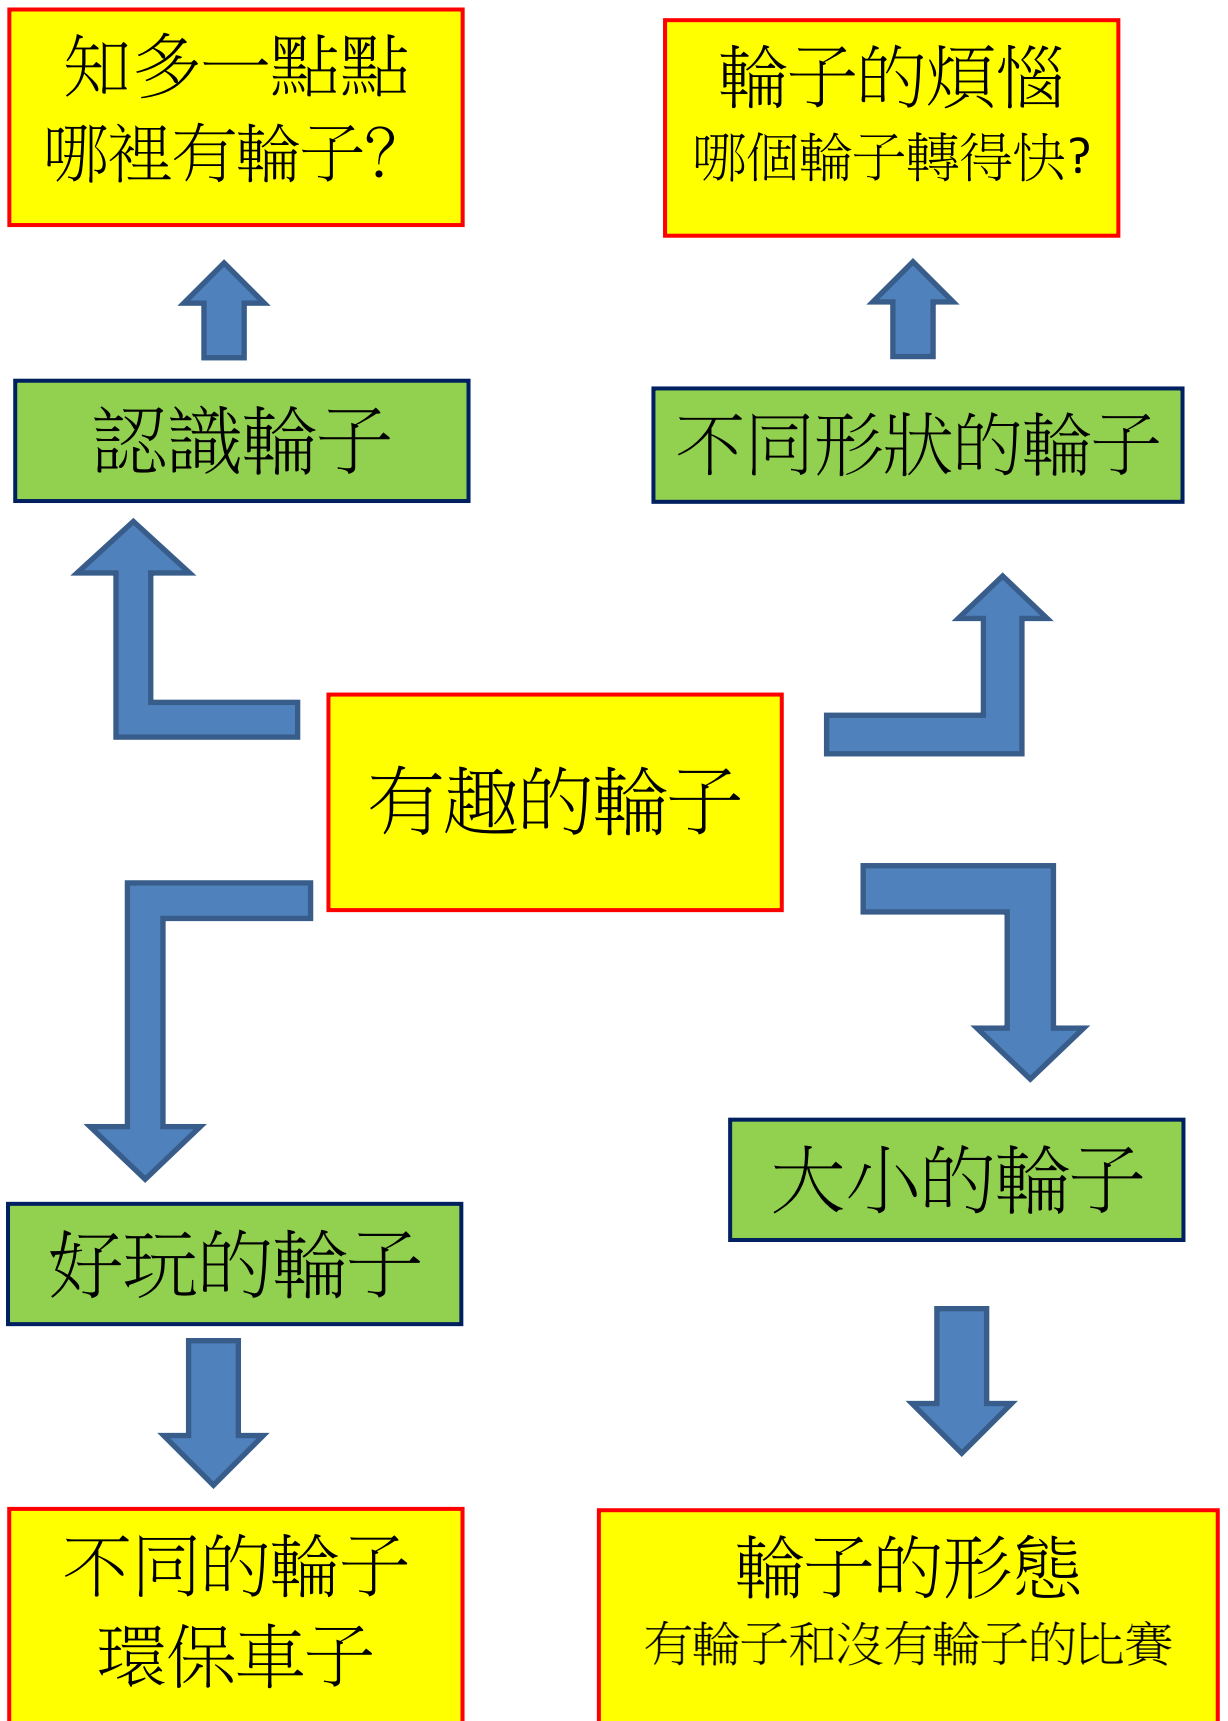 知多一點點
哪裡有輪子?
輪子的煩惱
哪個輪子轉得快?
認識輪子
不同形狀的輪子
有趣的輪子
大小的輪子
好玩的輪子
不同的輪子
環保車子
輪子的形態
有輪子和沒有輪子的比賽